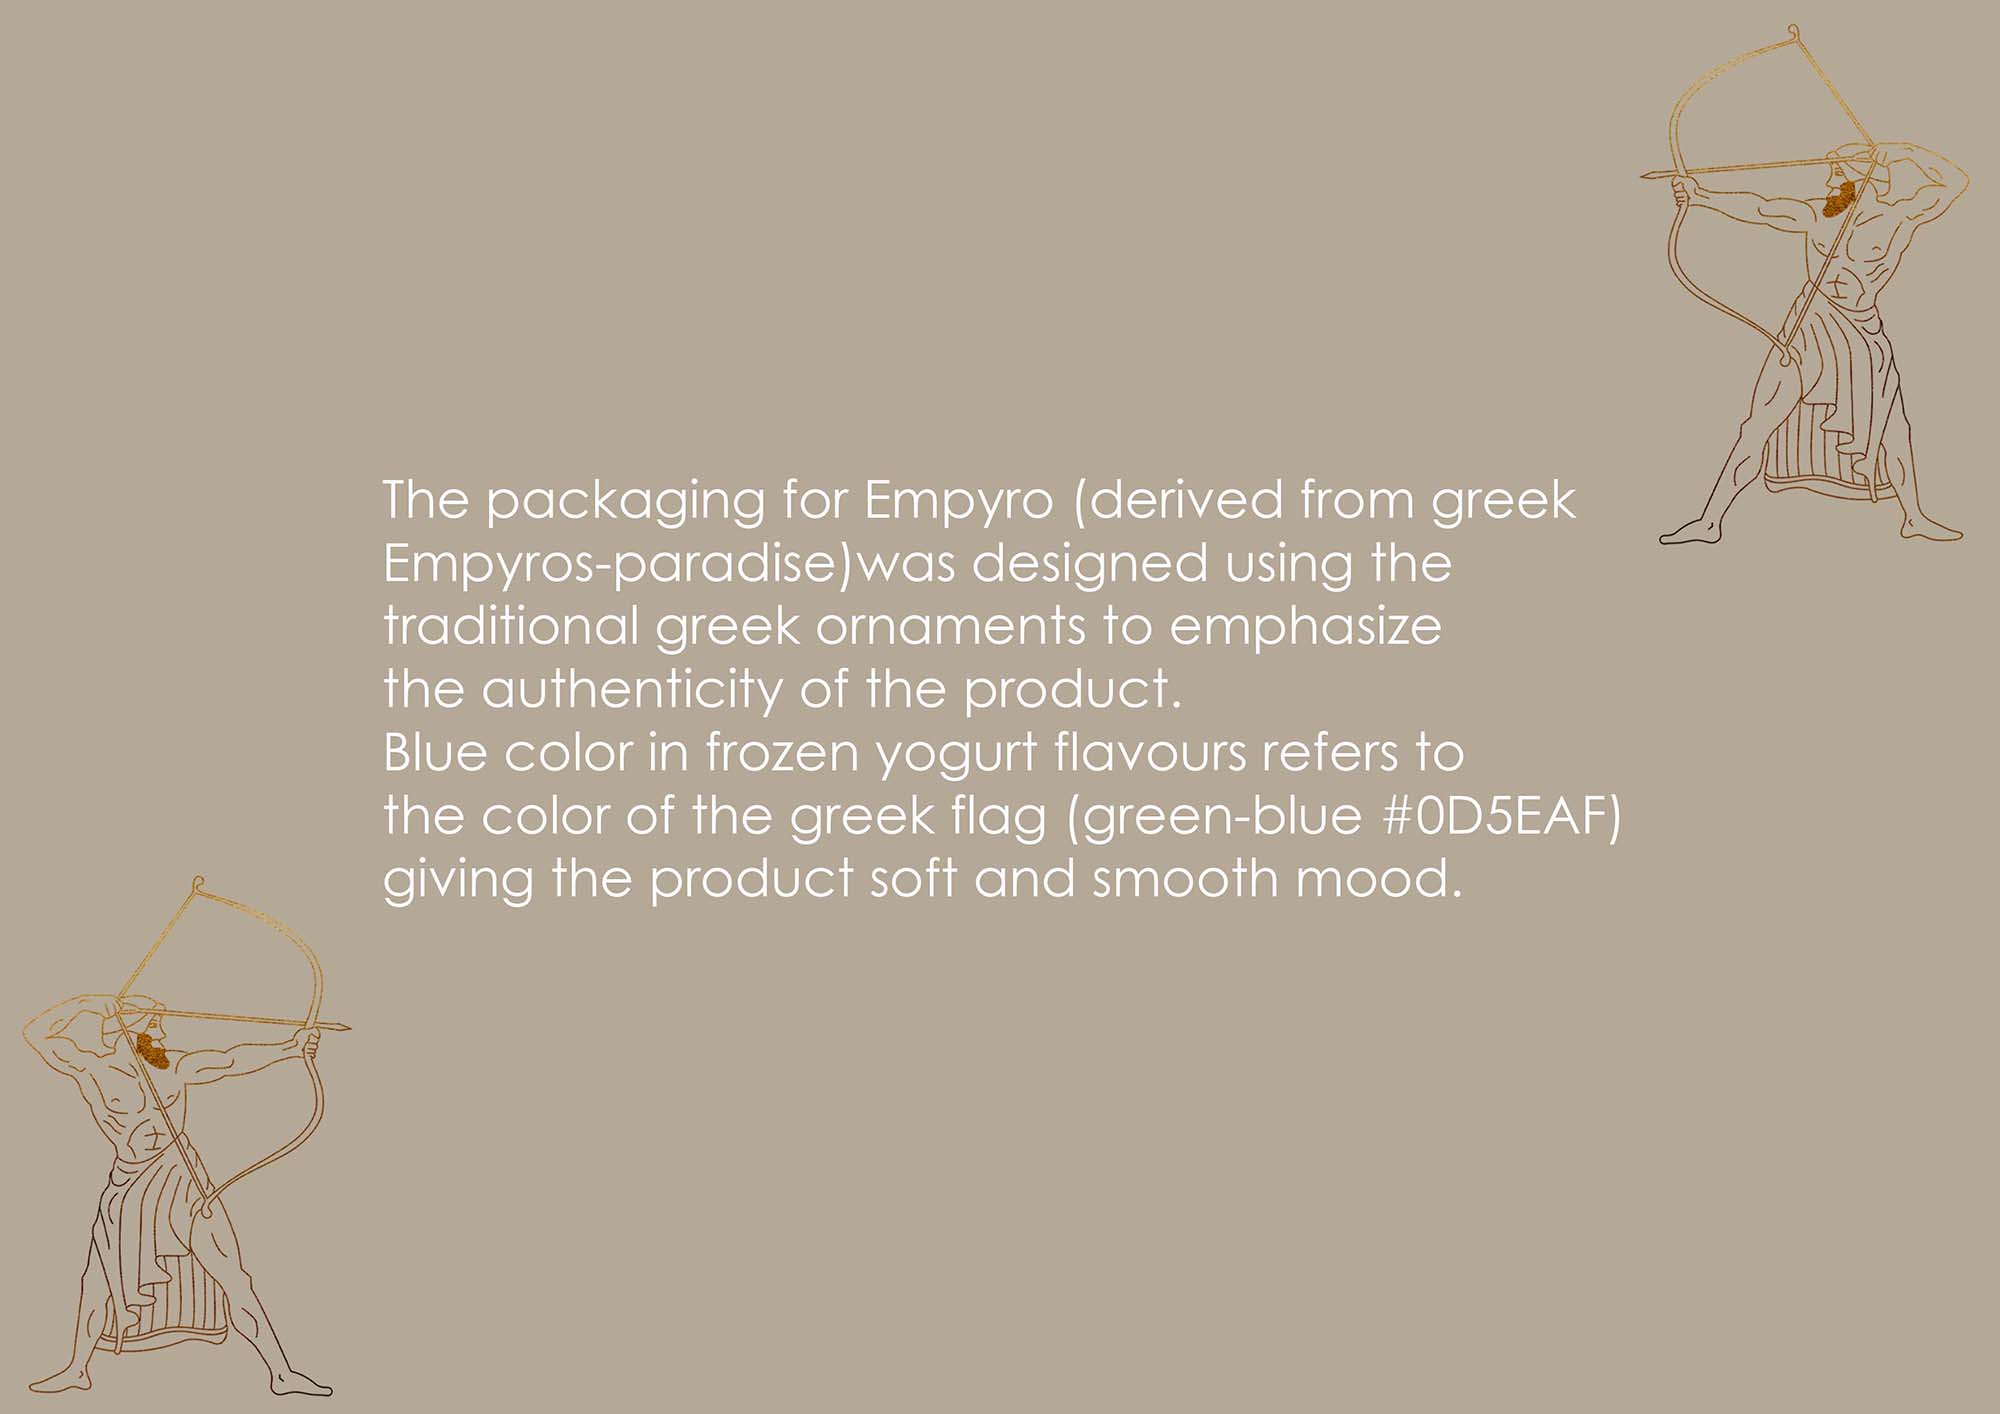 The packaging for Empyro (derived from greek
Empyros-paradise)was designed using the
traditional greek ornaments to emphasize
the authenticity of the product.
Blue color in frozen yogurt flavours refers to
the color of the greek flag (green-blue #0D5EAF)
giving the product soft and smooth mood.